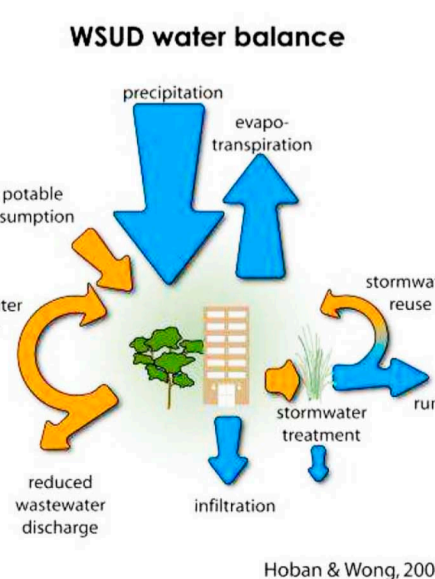 WSUD water balance
precipitation
evapo-
transpiration
potable
sumption
stormwa
reuse
ter
stormwater
treatment
run
reduced
wastewater
discharge
infiltration
Hoban & Wong, 200